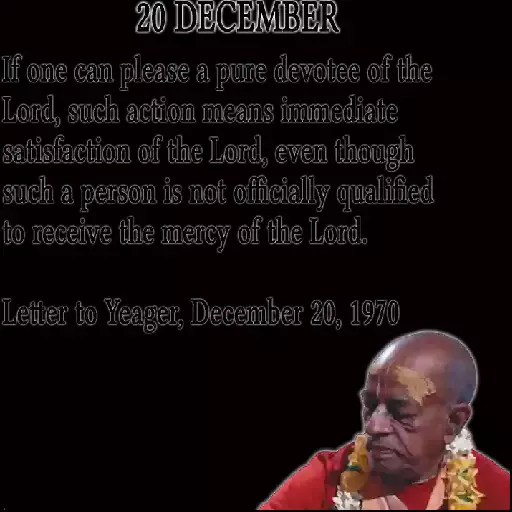 20 DECEMBER
If one can please a pure devotee of the
Lord, such action means immediate
satisfaction of the Lord, even though
such a person is not officially qualified
to receive the mercy of the Lord.
Letter to Yeager, December 20, 1970